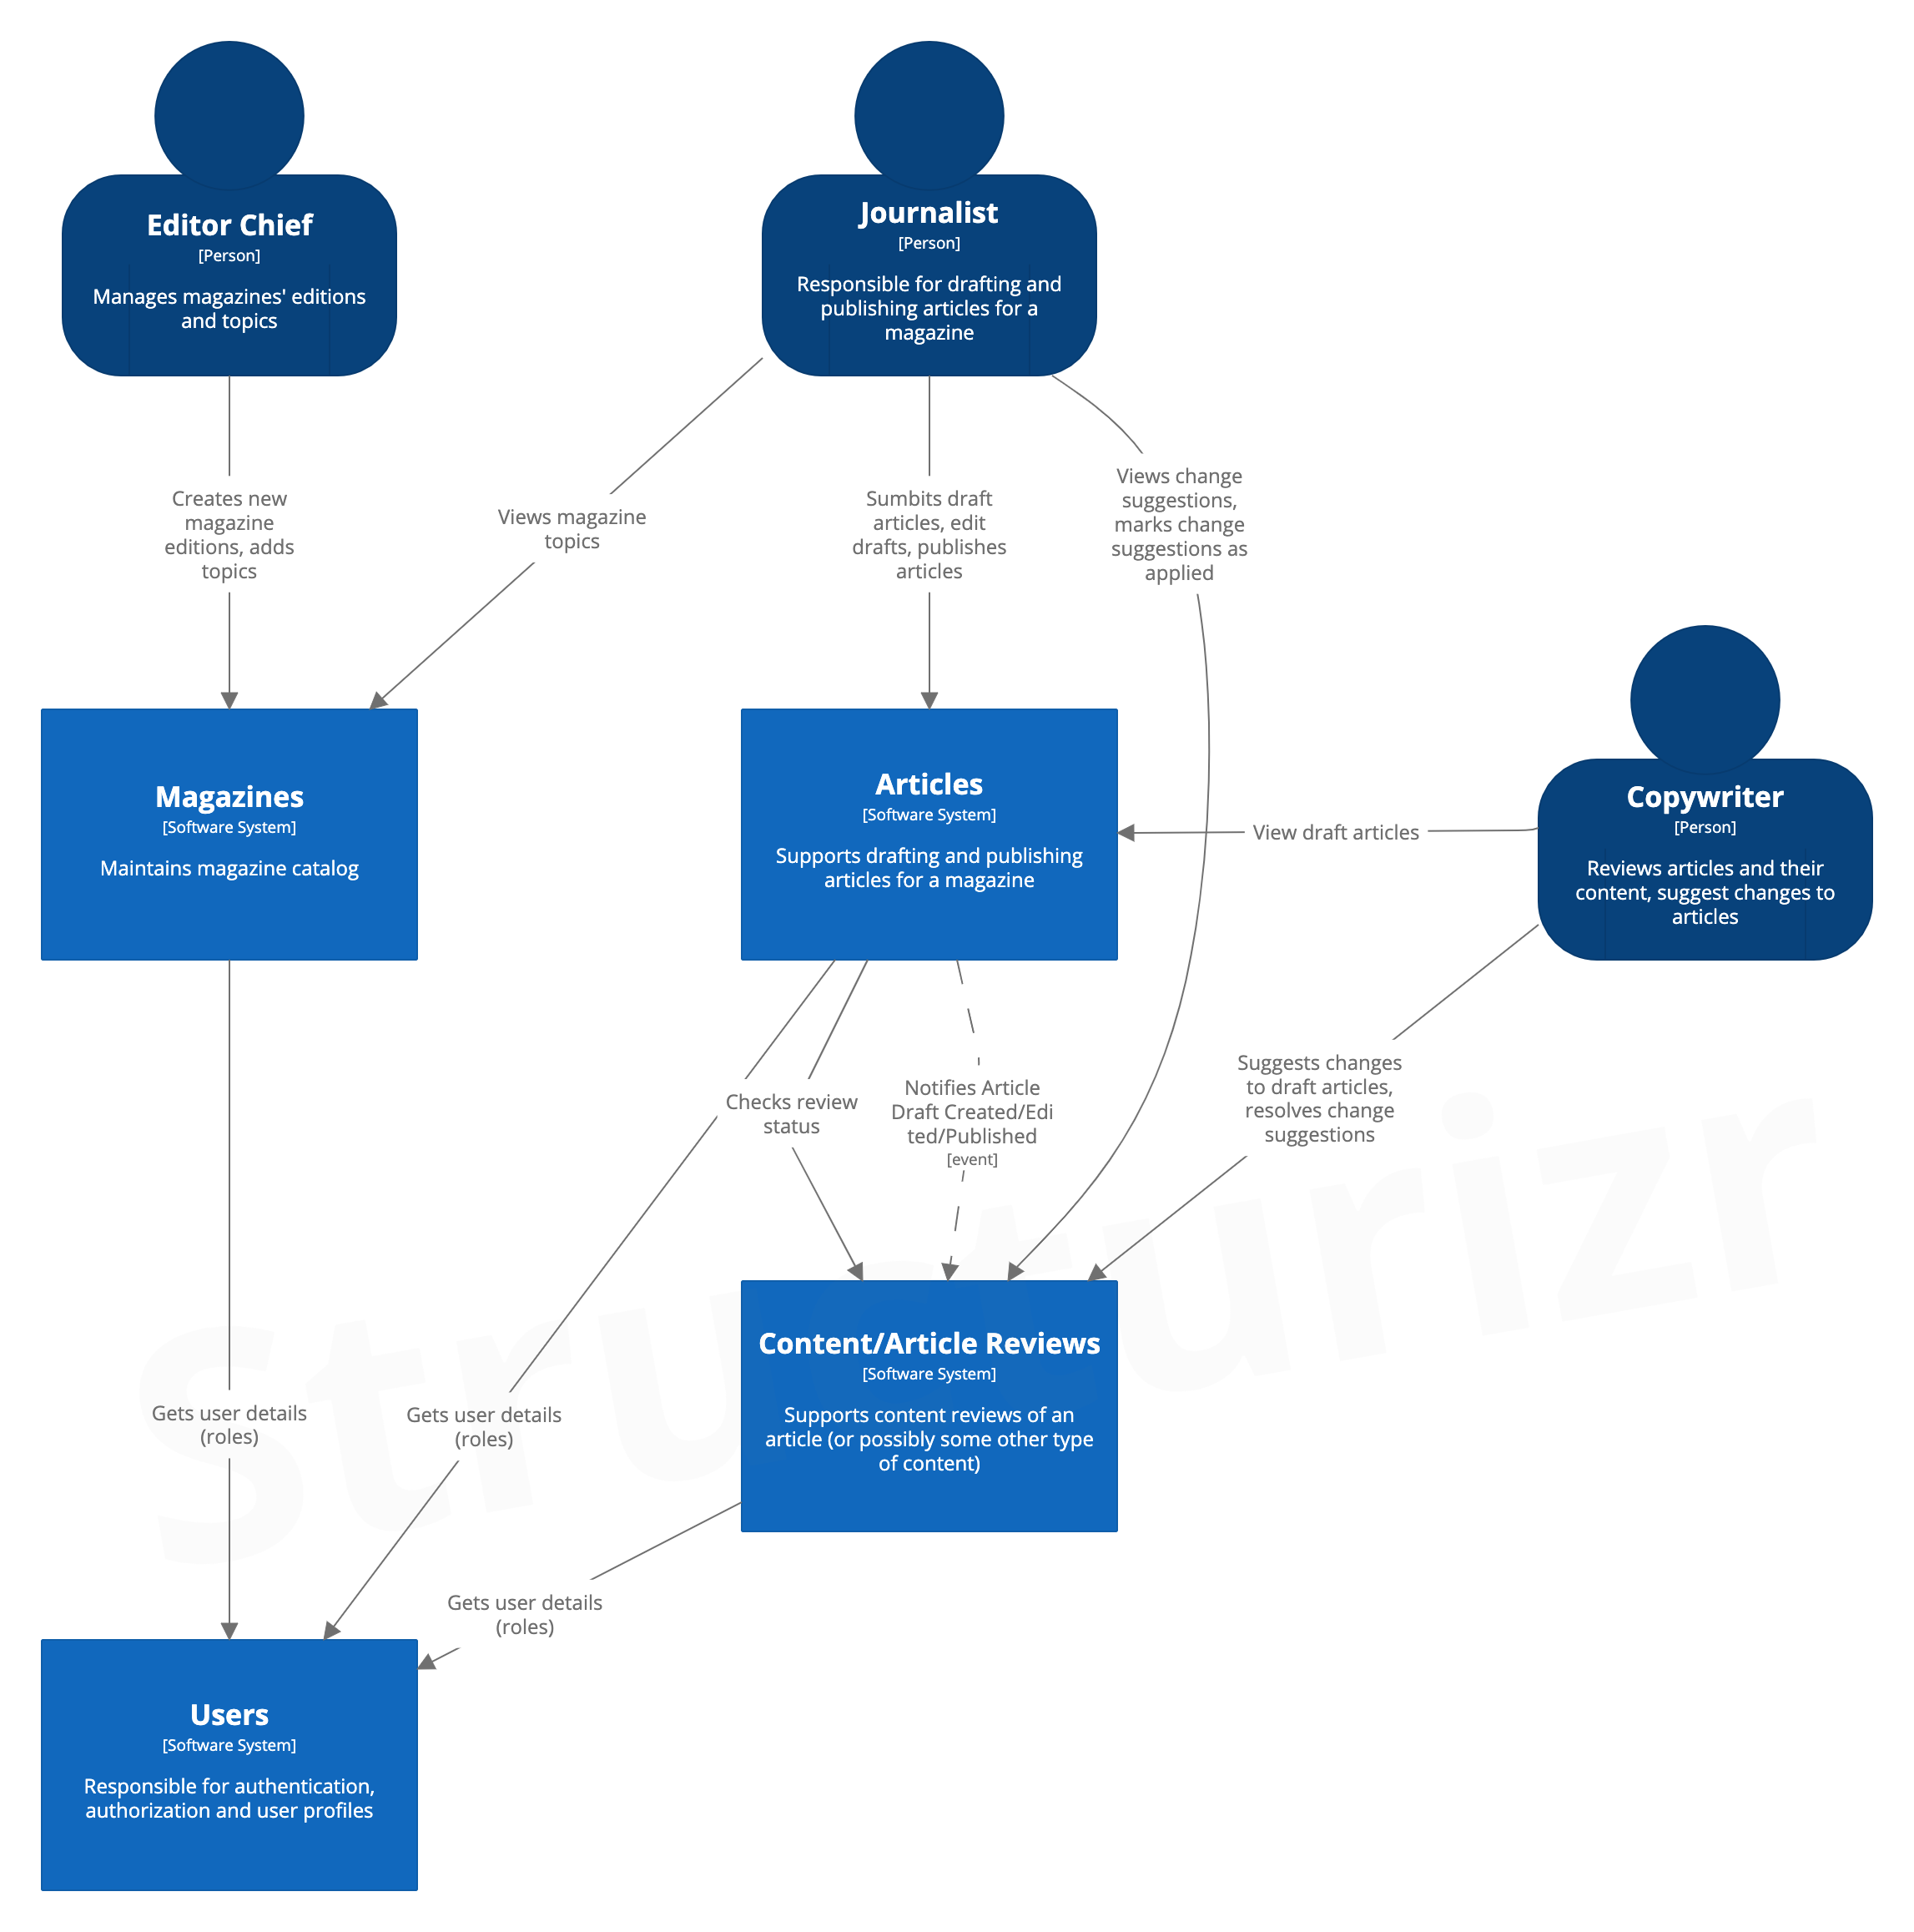 Editor Chief
[Person]
Manages magazines' editions
and topics
Journalist
[Person]
Responsible for drafting and
publishing articles for a
magazine
Creates new
magazine
editions, adds
topics
Views magazine
topics
Sumbits draft
articles, edit
drafts, publishes
articles
Views change
suggestions,
marks change
suggestions as
applied
Magazines
[Software System]
Maintains magazine catalog
Articles
[Software System]
Supports drafting and publishing
articles for a magazine
View draft articles
Copywriter
[Person]
Reviews articles and their
content, suggest changes to
articles
Checks review
status
Notifies Article
Draft Created/Edi
ted/Published
[event]
Suggests changes
to draft articles,
resolves change
suggestions
Content/Article Reviews
[Software System]
Supports content reviews of an
article (or possibly some other type
of content)
Gets user details
(roles)
Gets user details
(roles)
Gets user details
(roles)
Users
[Software System]
Responsible for authentication,
authorization and user profiles
Structurizr